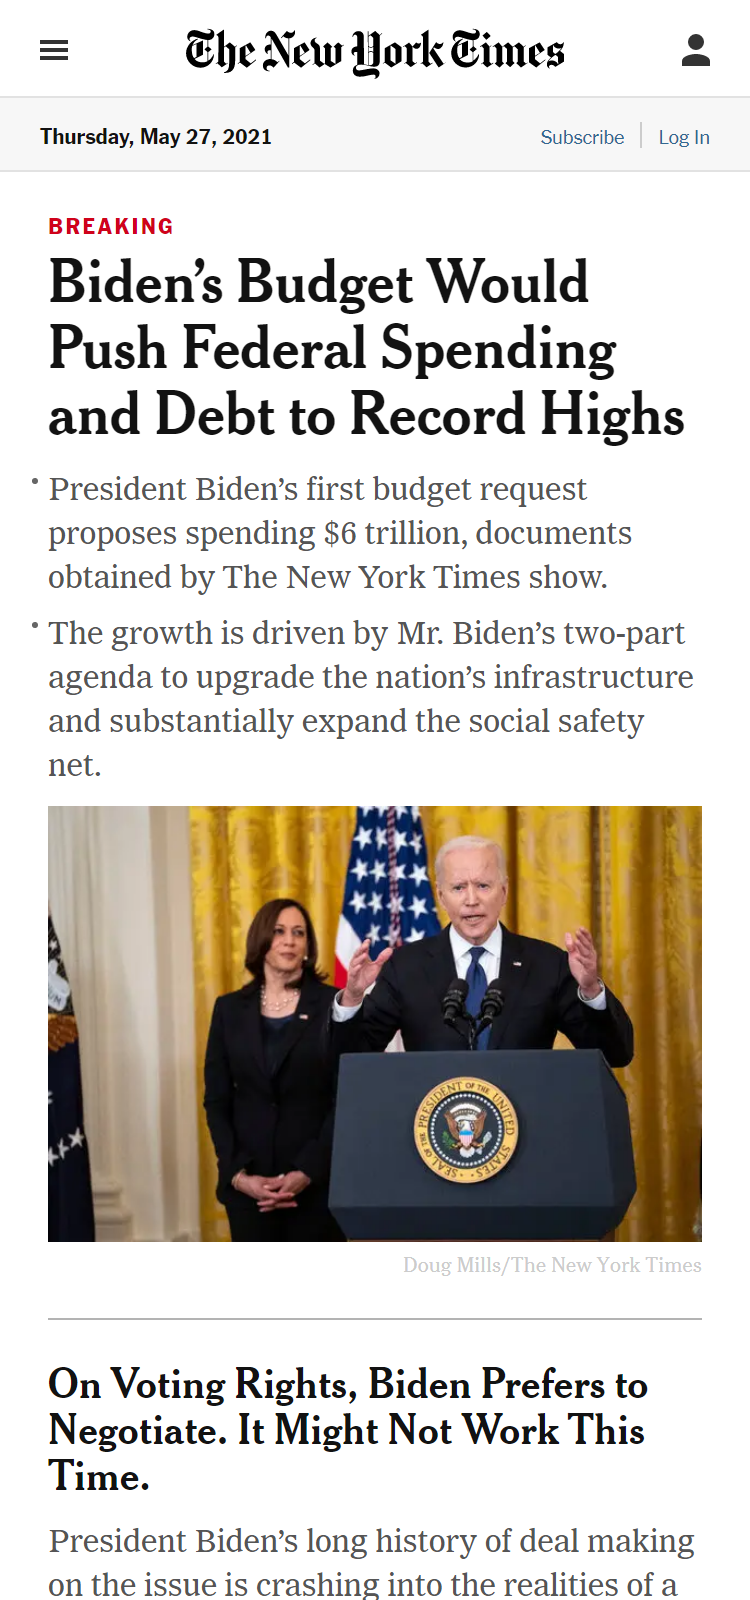 The New York Times
Thursday, May 27, 2021
Subscribe
Log In
BREAKING
Biden’s Budget Would
Push Federal Spending
and Debt to Record Highs
• President Biden’s first budget request
proposes spending $6 trillion, documents
obtained by The New York Times show.
• The growth is driven by Mr. Biden’s two-part
agenda to upgrade the nation’s infrastructure
and substantially expand the social safety
net.
SEAL OF THE PRESIDENT OF THE UNITED STATES
Doug Mills/The New York Times
On Voting Rights, Biden Prefers to
Negotiate. It Might Not Work This
Time.
President Biden’s long history of deal making
on the issue is crashing into the realities of a